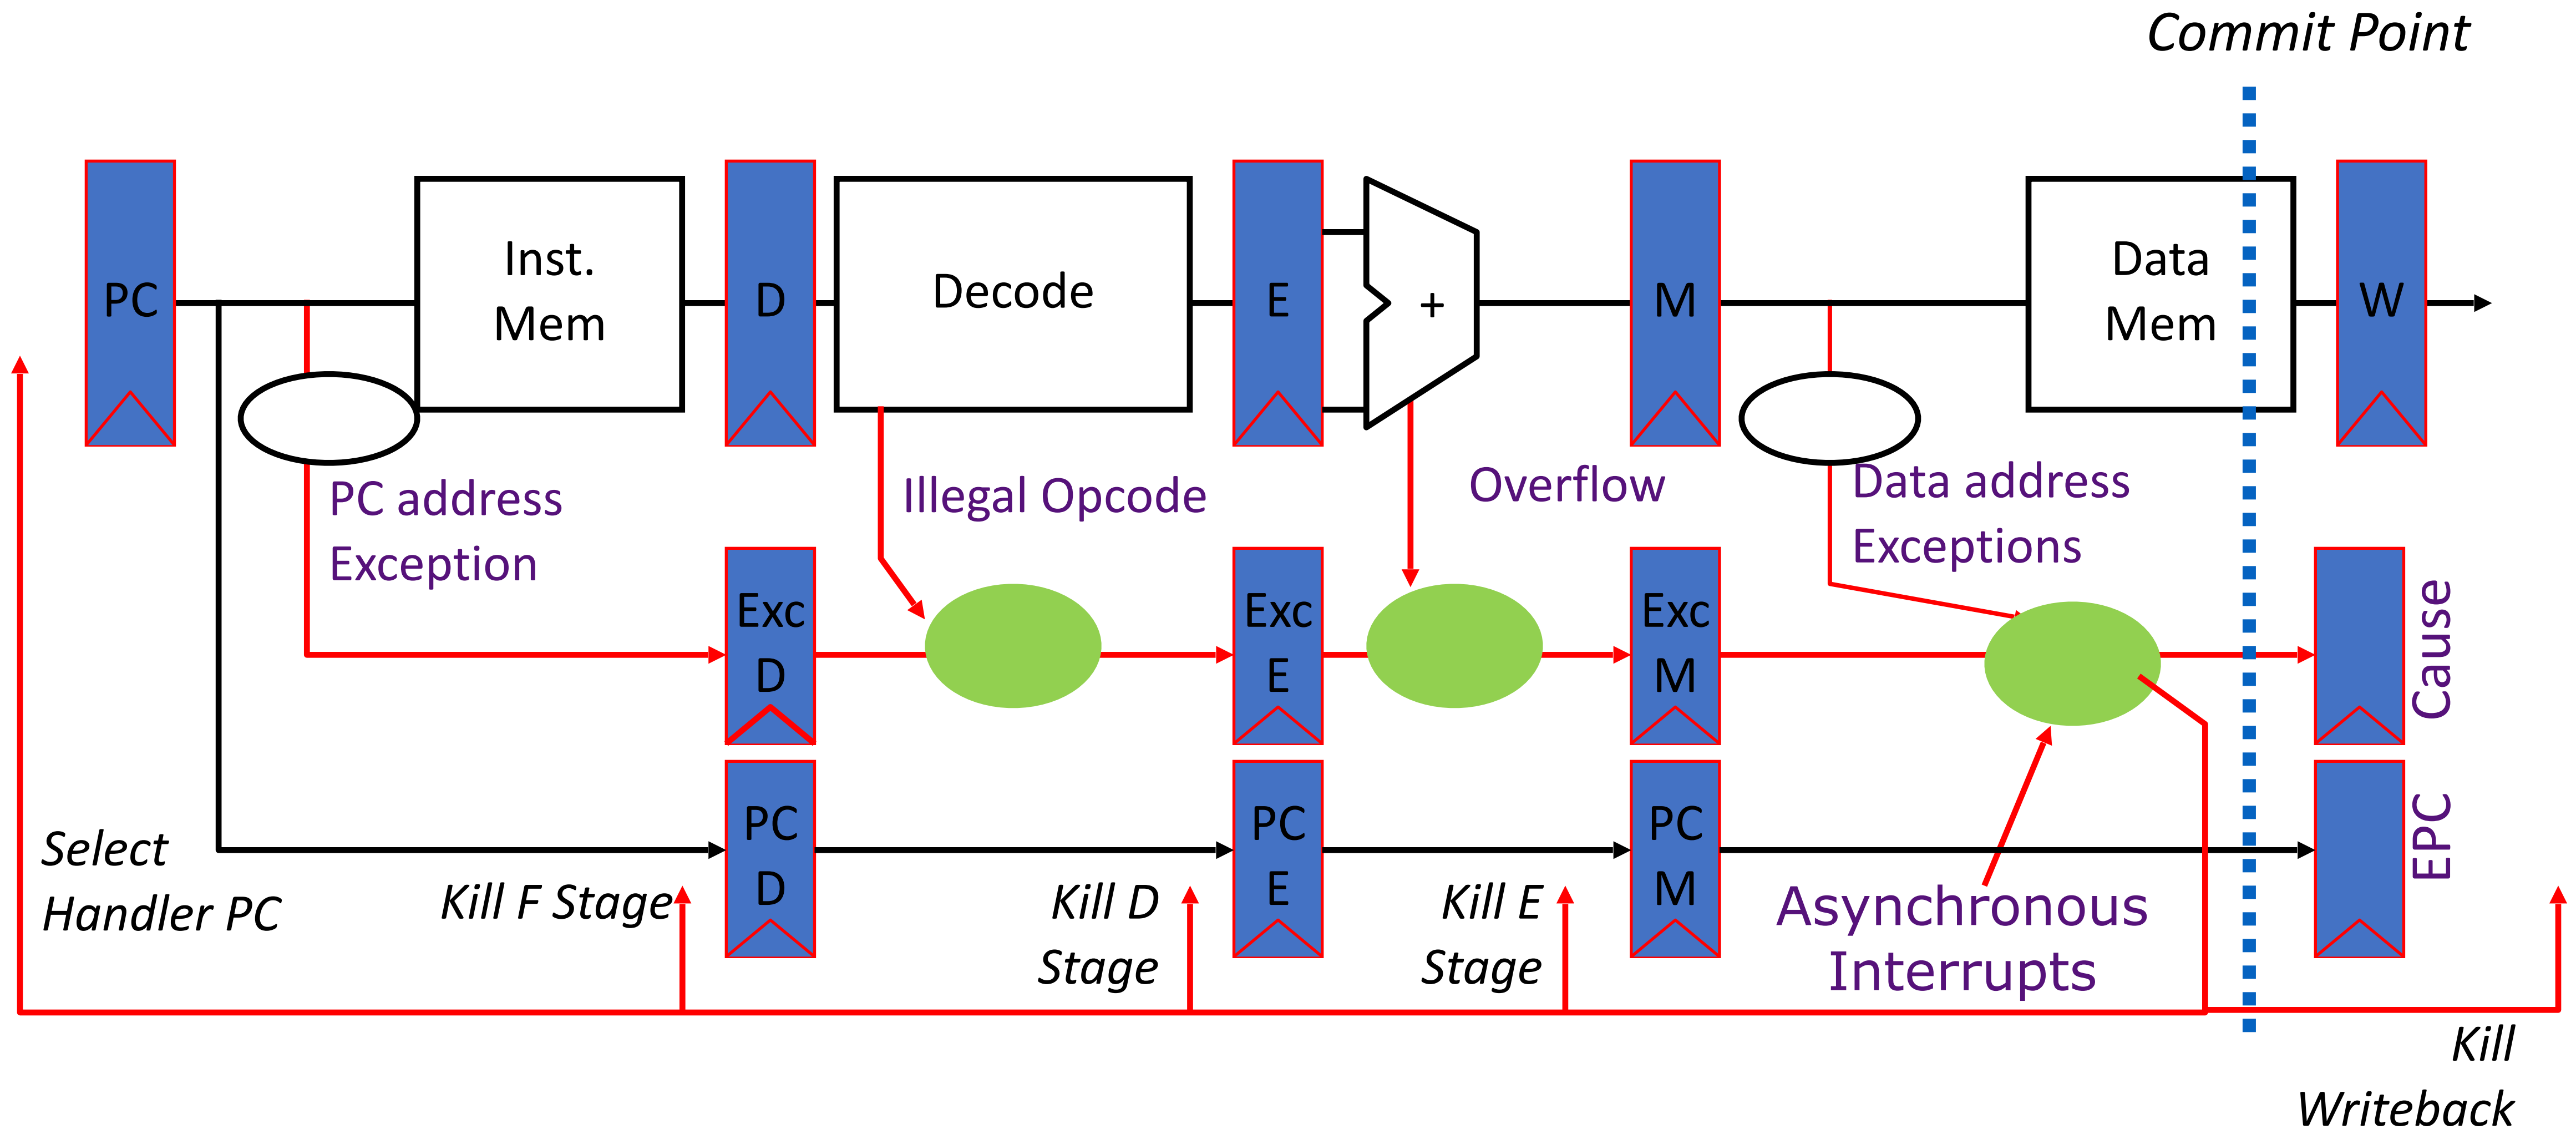 Commit Point
PC
Inst.
Mem
D
Decode
E
+
M
Data
Mem
W
PC address
Exception
Illegal Opcode
Overflow
Data address
Exceptions
Exc
D
Exc
E
Exc
M
Cause
PC
D
PC
E
PC
M
EPC
Select
Handler PC
Kill F Stage
Kill D
Stage
Kill E
Stage
Asynchronous
Interrupts
Kill
Writeback